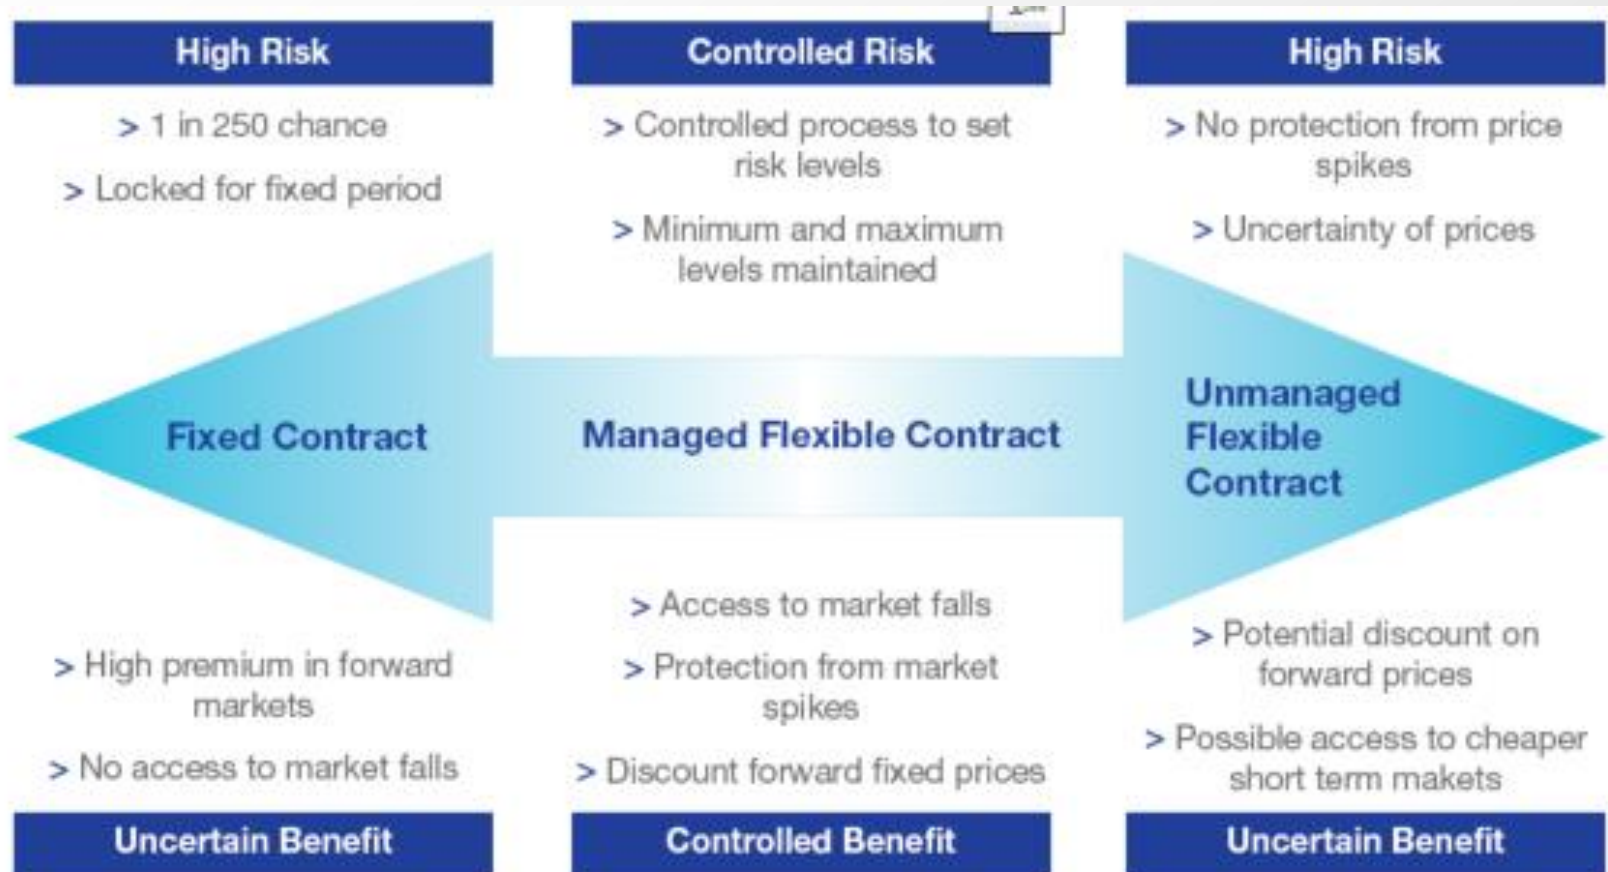 High Risk
> 1 in 250 chance
> Locked for fixed period
Controlled Risk
> Controlled process to set
risk levels
> Minimum and maximum
levels maintained
High Risk
> No protection from price
spikes
> Uncertainty of prices
Fixed Contract
Managed Flexible Contract
Unmanaged
Flexible
Contract
> High premium in forward
markets
> No access to market falls
Uncertain Benefit
> Access to market falls
> Protection from market
spikes
> Discount forward fixed prices
Controlled Benefit
> Potential discount on
forward prices
> Possible access to cheaper
short term makets
Uncertain Benefit